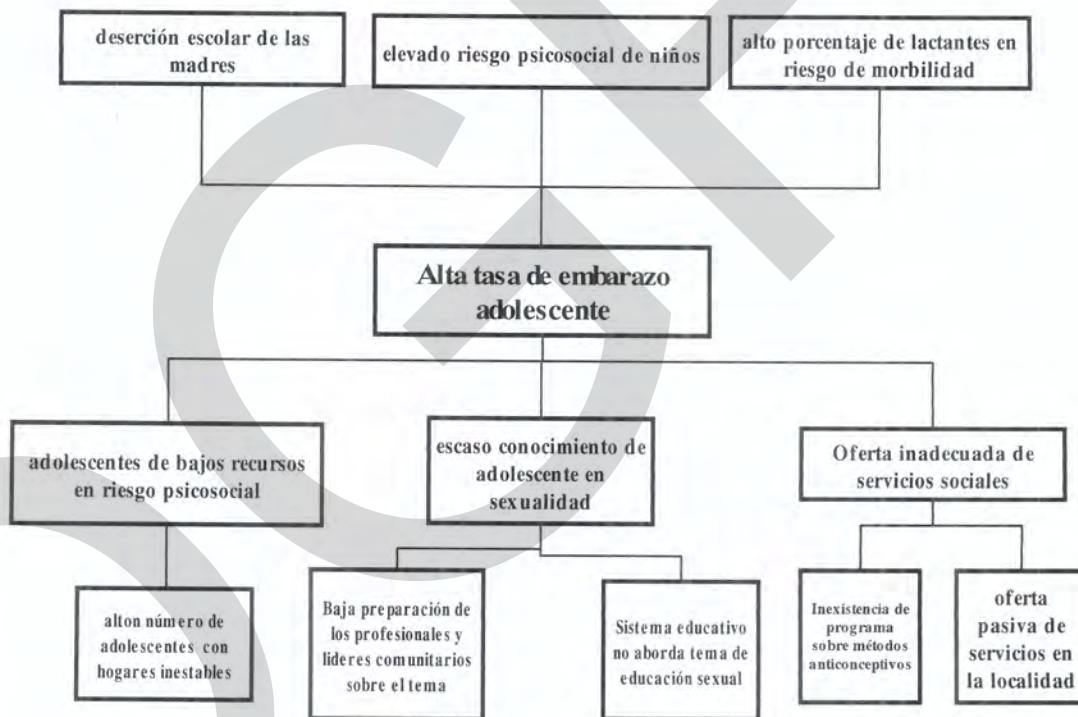 deserción escolar de las
madres
elevado riesgo psicosocial de niños
alto porcentaje de lactantes en
riesgo de morbilidad
Alta tasa de embarazo
adolescente
adolescentes de bajos recursos
en riesgo psicosocial
escaso conocimiento de
adolescente en
sexualidad
Oferta inadecuada de
servicios sociales
alton número de
adolescentes con
hogares inestables
Baja preparación de
los profesionales y
lideres comunitarios
sobre el tema
Sistema educativo
no aborda tema de
educación sexual
Inexistencia de
programa
sobre métodos
anticonceptivos
oferta
pasiva de
servicios en
la localidad